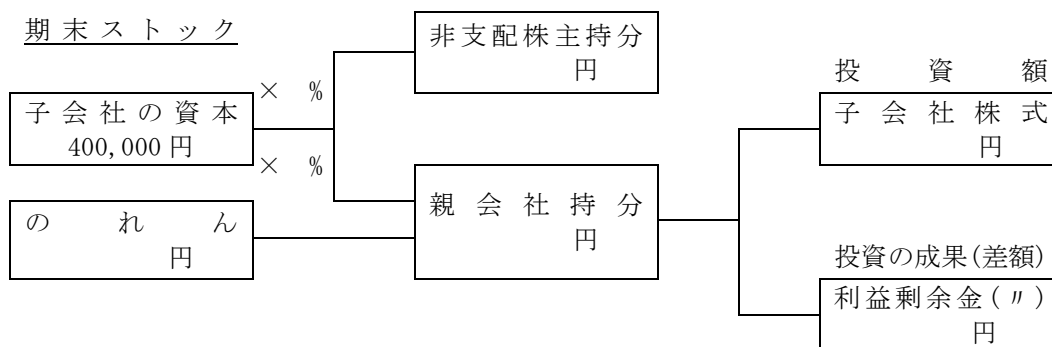 期末ストック
非支配株主持分
円
× %
子会社の資本
400,000円
× %
投資額
子会社株式
円
のれん
円
親会社持分
円
投資の成果(差額)
利益剰余金(〃)
円